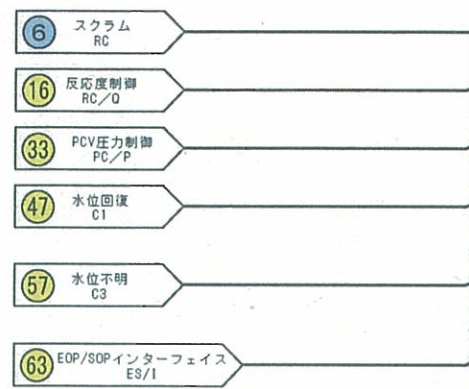 6 スクラム
RC
16 反応度制御
RC/Q
33 PCV圧力制御
PC/P
47 水位回復
C1
57 水位不明
C3
63 EOP/SOPインターフェイス
ES/I